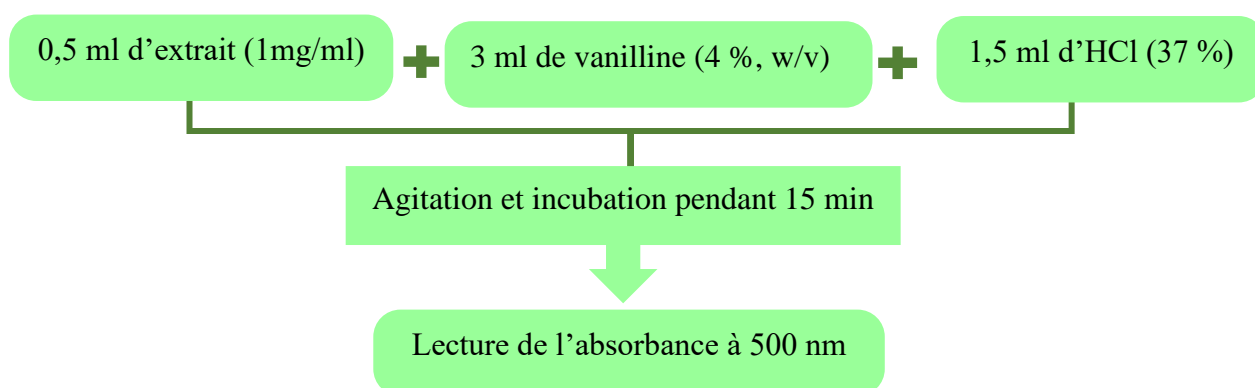 0,5 ml d’extrait (1mg/ml)
3 ml de vanilline (4 %, w/v)
1,5 ml d’HCl (37 %)
Agitation et incubation pendant 15 min
Lecture de l’absorbance à 500 nm